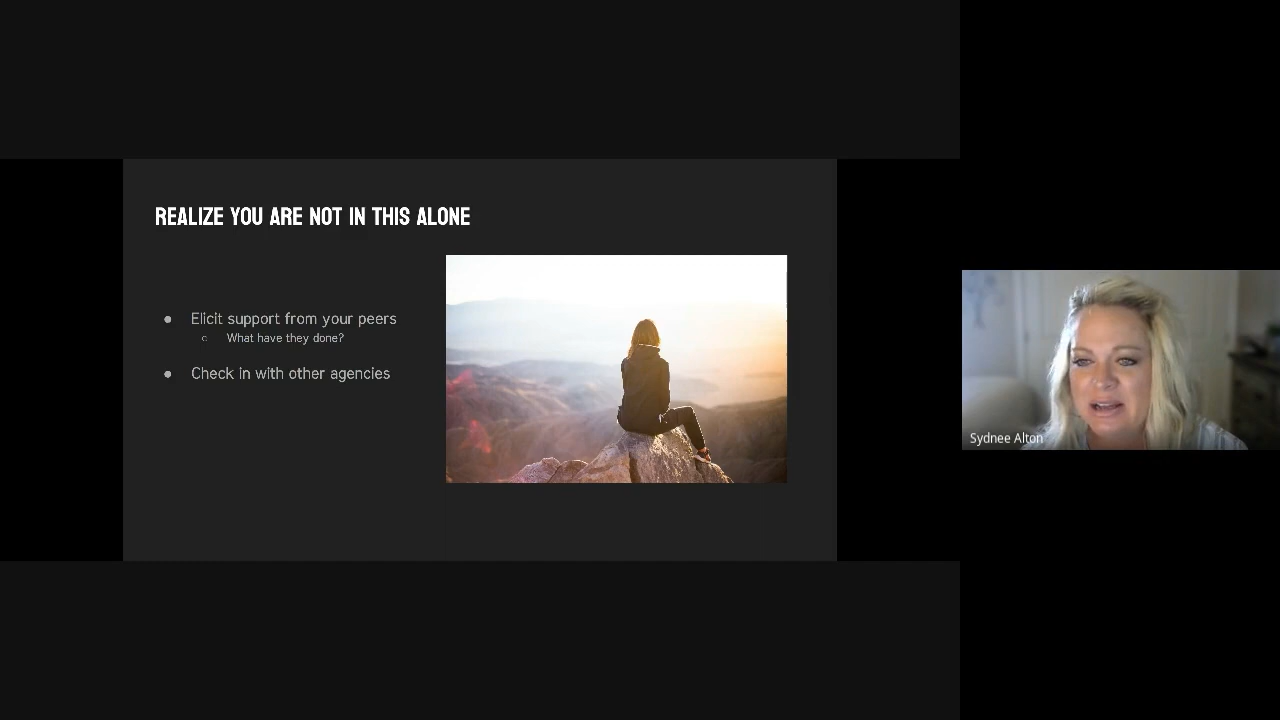 REALIZE YOU ARE NOT IN THIS ALONE
Elicit support from your peers
What have they done?
Check in with other agencies
Sydnee Alton